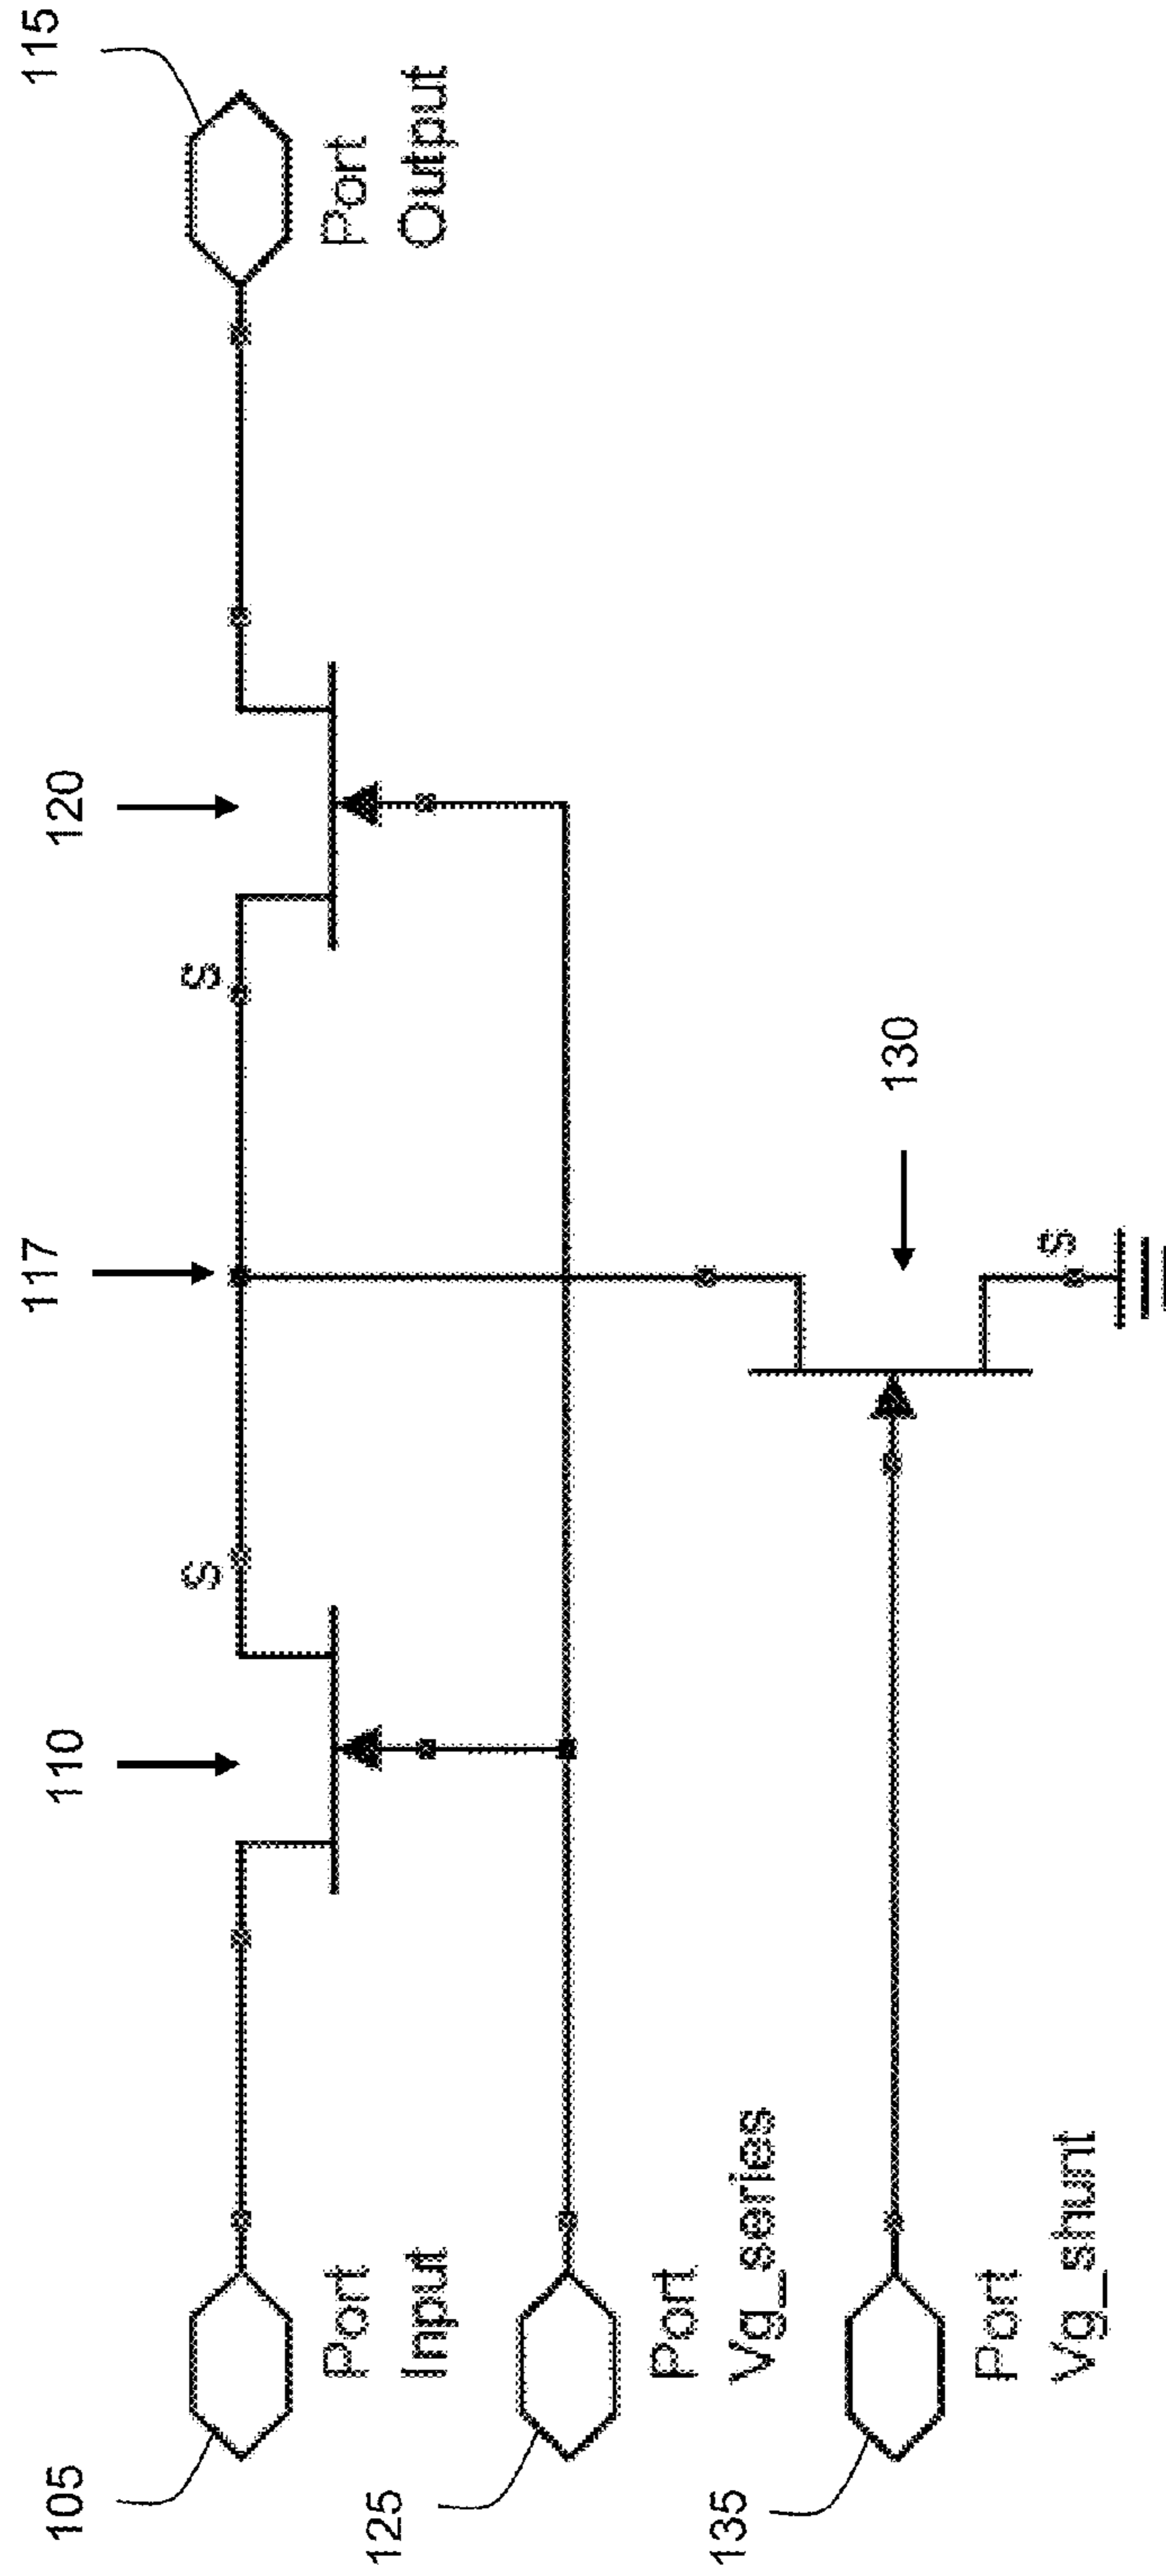 110
117
120
115
S
S
105
Port
Input
Port
Output
125
Port
Vg_series
130
135
Port
Vg_shunt
S